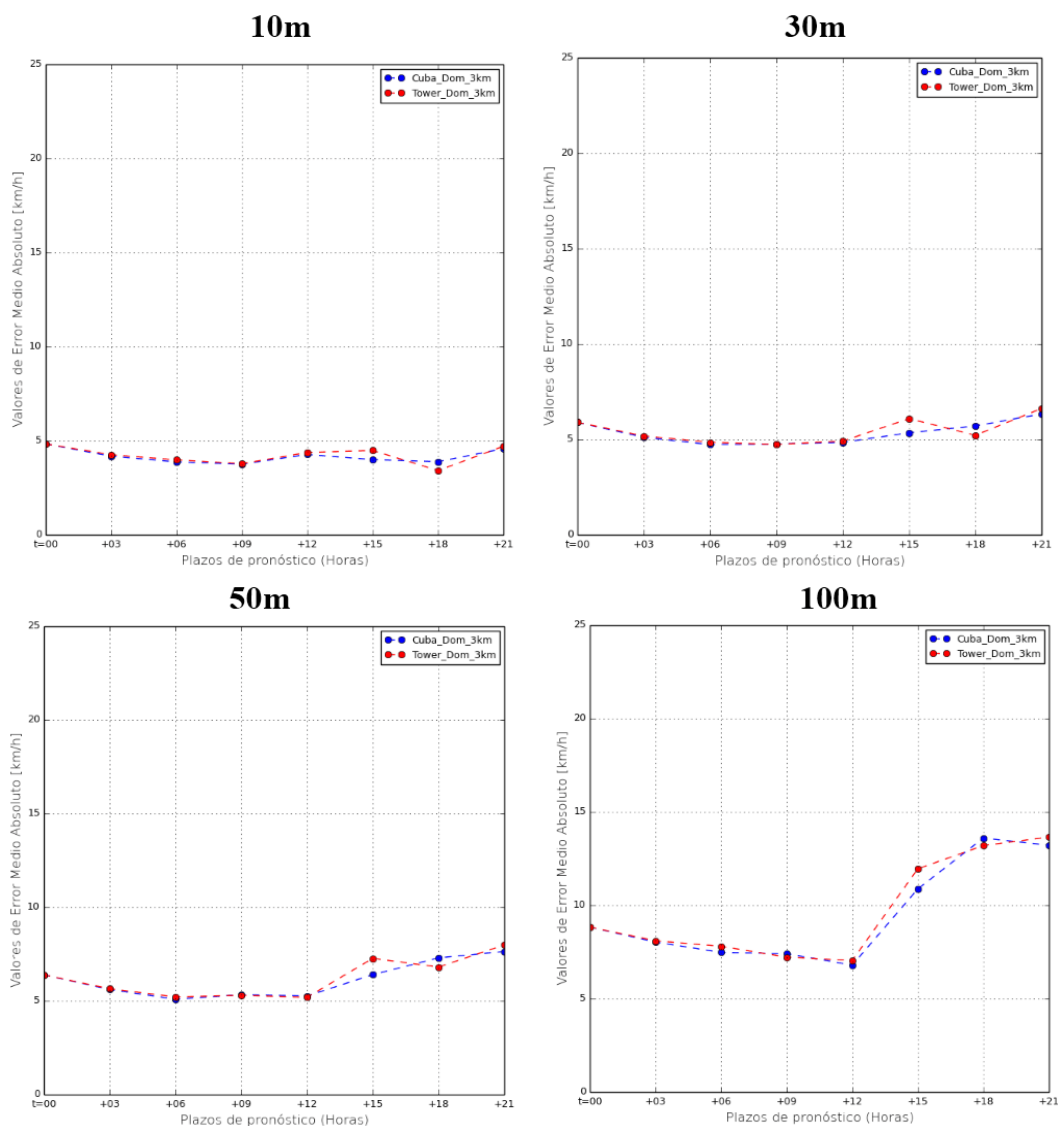 10m
25
20
15
10
5
0
Valores de Error Medio Absoluto [km/h]
Cuba_Dom_3km
Tower_Dom_3km
t=00 +03 +06 +09 +12 +15 +18 +21
Plazos de pronóstico (Horas)
30m
25
20
15
10
5
0
Valores de Error Medio Absoluto [km/h]
Cuba_Dom_3km
Tower_Dom_3km
t=00 +03 +06 +09 +12 +15 +18 +21
Plazos de pronóstico (Horas)
50m
25
20
15
10
5
0
Valores de Error Medio Absoluto [km/h]
Cuba_Dom_3km
Tower_Dom_3km
t=00 +03 +06 +09 +12 +15 +18 +21
Plazos de pronóstico (Horas)
100m
25
20
15
10
5
0
Valores de Error Medio Absoluto [km/h]
Cuba_Dom_3km
Tower_Dom_3km
t=00 +03 +06 +09 +12 +15 +18 +21
Plazos de pronóstico (Horas)